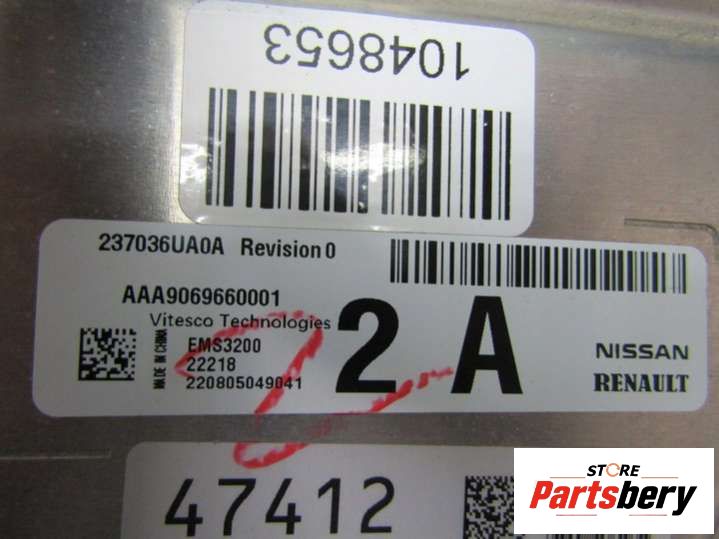 1048653
237036UA0A Revision 0
AAA9069660001
Vitesco Technologies
MADE IN CHINA
EMS3200
22218
220805049041
2 A
NISSAN
RENAULT
47412
STORE
Partsbery